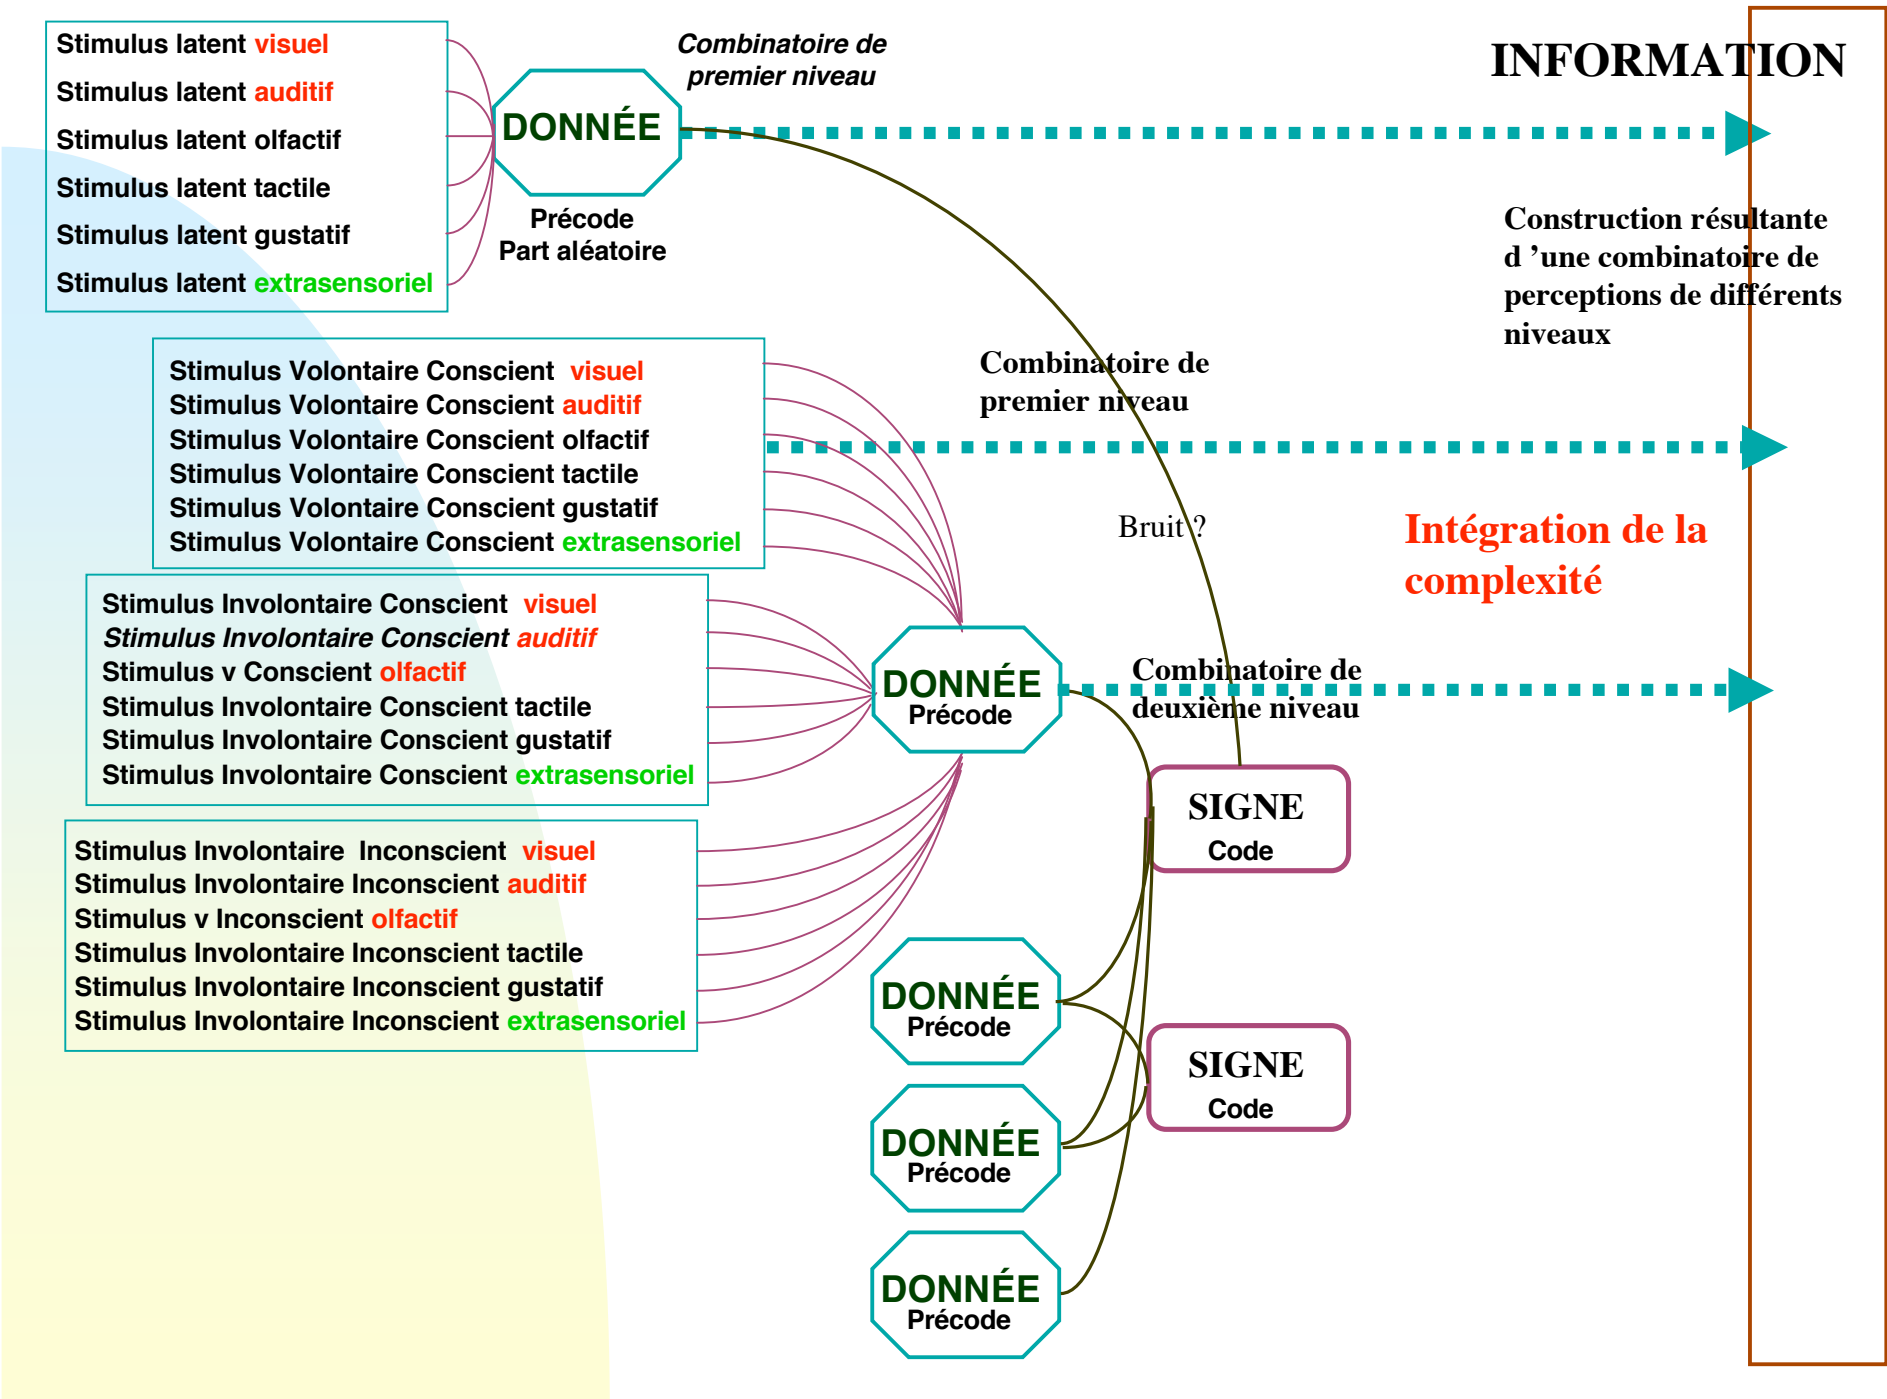 Stimulus latent visuel
Stimulus latent auditif
Stimulus latent olfactif
Stimulus latent tactile
Stimulus latent gustatif
Stimulus latent extrasensoriel
DONNÉE
Précode
Part aléatoire
Combinatoire de
premier niveau
INFORMATION
Construction résultante
d ’une combinatoire de
perceptions de différents
niveaux
Stimulus Volontaire Conscient visuel
Stimulus Volontaire Conscient auditif
Stimulus Volontaire Conscient olfactif
Stimulus Volontaire Conscient tactile
Stimulus Volontaire Conscient gustatif
Stimulus Volontaire Conscient extrasensoriel
Combinatoire de
premier niveau
Bruit ?
Intégration de la
complexité
Stimulus Involontaire Conscient visuel
Stimulus Involontaire Conscient auditif
Stimulus v Conscient olfactif
Stimulus Involontaire Conscient tactile
Stimulus Involontaire Conscient gustatif
Stimulus Involontaire Conscient extrasensoriel
DONNÉE
Précode
Combinatoire de
deuxième niveau
Stimulus Involontaire Inconscient visuel
Stimulus Involontaire Inconscient auditif
Stimulus v Inconscient olfactif
Stimulus Involontaire Inconscient tactile
Stimulus Involontaire Inconscient gustatif
Stimulus Involontaire Inconscient extrasensoriel
SIGNE
Code
DONNÉE
Précode
SIGNE
Code
DONNÉE
Précode
DONNÉE
Précode